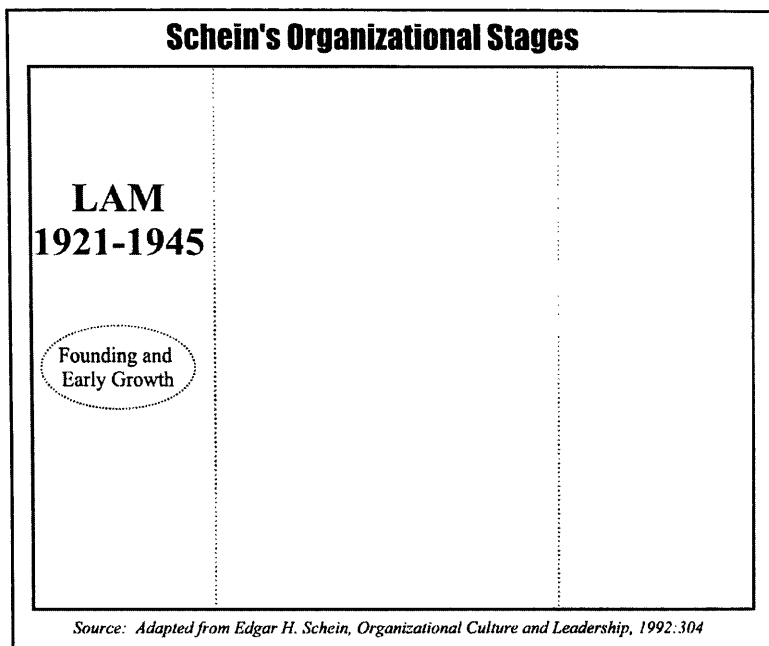 Schein's Organizational Stages
LAM
1921-1945
Founding and
Early Growth
Source: Adapted from Edgar H. Schein, Organizational Culture and Leadership, 1992:304